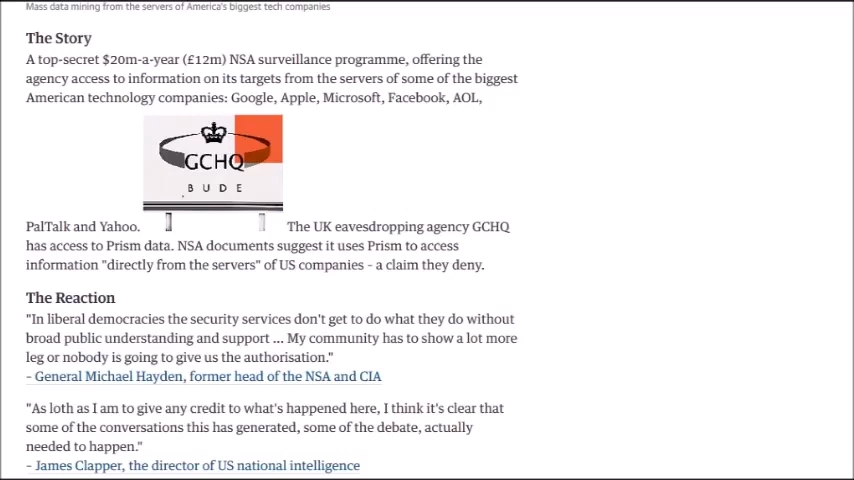 Mass data mining from the servers of America's biggest tech companies
The Story
A top-secret $20m-a-year (£12m) NSA surveillance programme, offering the
agency access to information on its targets from the servers of some of the biggest
American technology companies: Google, Apple, Microsoft, Facebook, AOL,
GCHQ
BUDE
PalTalk and Yahoo. The UK eavesdropping agency GCHQ
has access to Prism data. NSA documents suggest it uses Prism to access
information "directly from the servers" of US companies – a claim they deny.
The Reaction
"In liberal democracies the security services don't get to do what they do without
broad public understanding and support ... My community has to show a lot more
leg or nobody is going to give us the authorisation."
– General Michael Hayden, former head of the NSA and CIA
"As loth as I am to give any credit to what's happened here, I think it's clear that
some of the conversations this has generated, some of the debate, actually
needed to happen."
– James Clapper, the director of US national intelligence